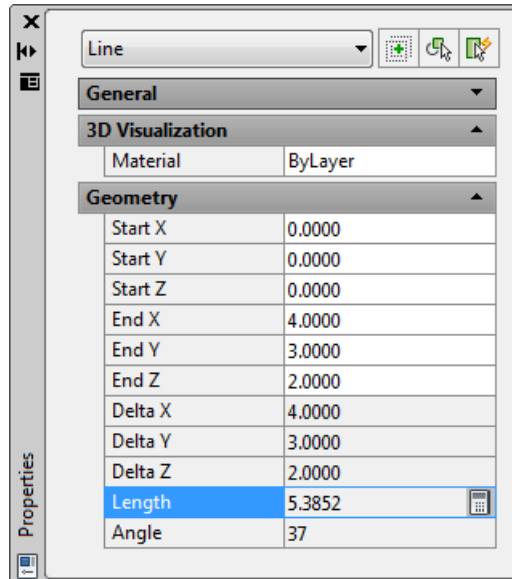 Line
General
3D Visualization
Material ByLayer
Geometry
Start X 0.0000
Start Y 0.0000
Start Z 0.0000
End X 4.0000
End Y 3.0000
End Z 2.0000
Delta X 4.0000
Delta Y 3.0000
Delta Z 2.0000
Length 5.3852
Angle 37
Properties